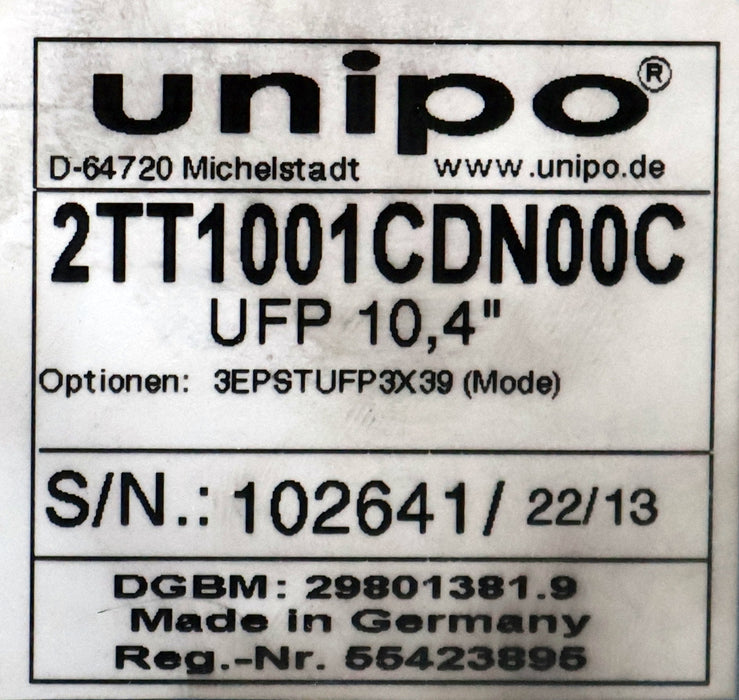 unipo®
D-64720 Michelstadt www.unipo.de
2TT1001CDN00C
UFP 10,4"
Optionen: 3EPSTUFP3X39 (Mode)
S/N.: 102641/ 22/13
DGBM: 29801381.9
Made in Germany
Reg.-Nr. 55423895